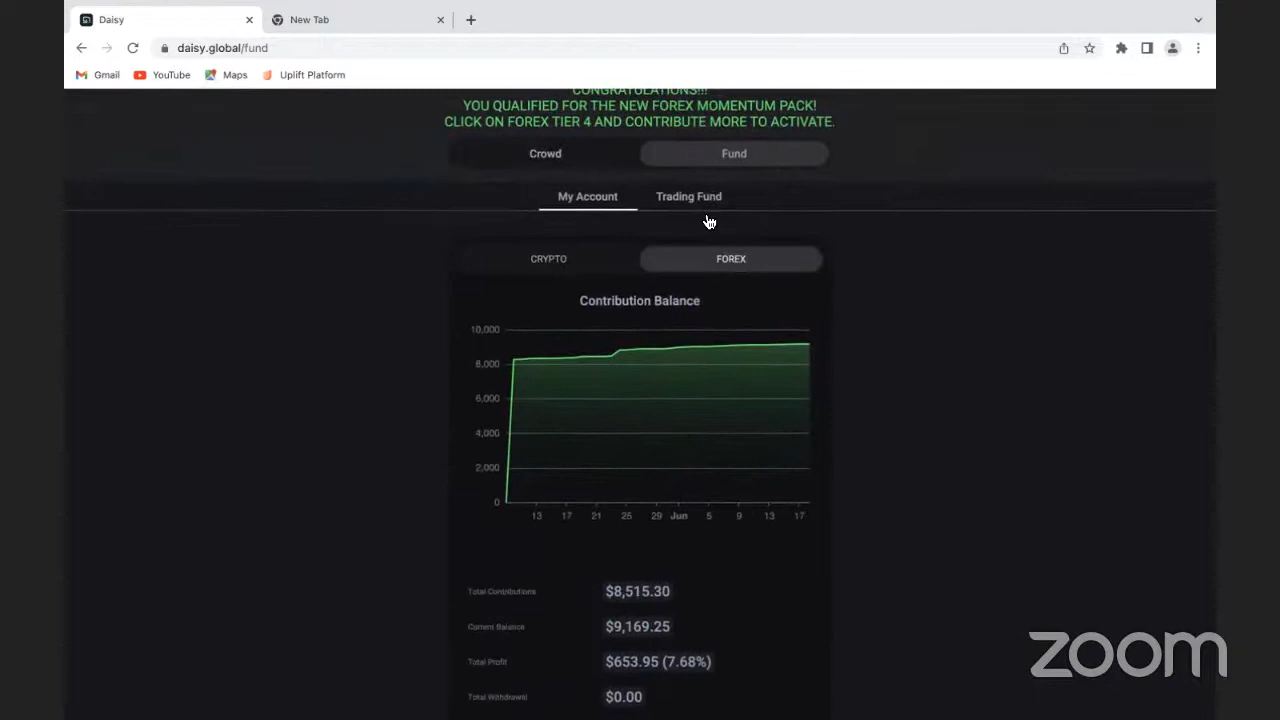 Daisy
New Tab
daisy.global/fund
Gmail
YouTube
Maps
Uplift Platform
CONGRATULATIONS!!!
YOU QUALIFIED FOR THE NEW FOREX MOMENTUM PACK!
CLICK ON FOREX TIER 4 AND CONTRIBUTE MORE TO ACTIVATE.
Crowd
Fund
My Account
Trading Fund
CRYPTO
FOREX
Contribution Balance
10,000
8,000
6,000
4,000
2,000
0
13 17 21 25 29 Jun 5 9 13 17
Total Contributions $8,515.30
Current Balance $9,169.25
Total Profit $653.95 (7.68%)
Total Withdrawal $0.00
zoom